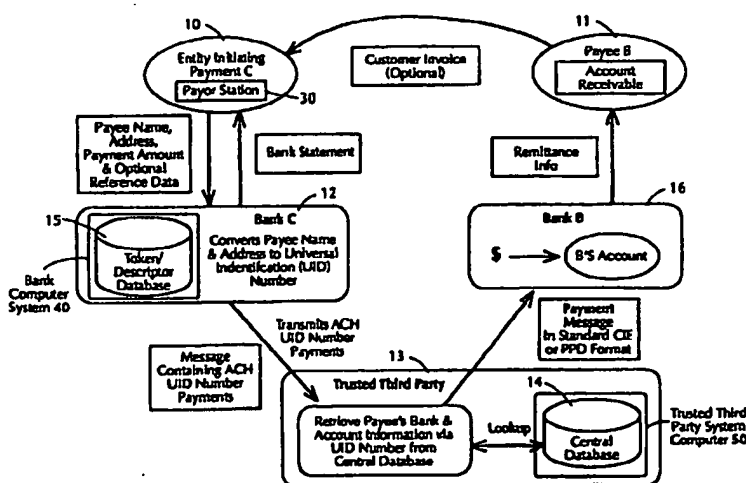 10
Entity Initiating
Payment C
Payor Station
30
Customer Invoice
(Optional)
11
Payee B
Account
Receivable
Payee Name,
Address,
Payment Amount
& Optional
Reference Data
Bank Statement
Remittance
Info
12
15
Bank C
Converts Payee Name
& Address to Universal
Indentification (UID)
Number
Token/
Descriptor
Database
Bank
Computer
System 40
16
Bank B
$
B'S Account
Transmits ACH
UID Number
Payments
Message
Containing ACH
UID Number
Payments
Payment
Message
In Standard CIE
or PPD Format
13
Trusted Third Party
Retrieve Payee's Bank &
Account Information via
UID Number from
Central Database
Lookup
14
Central
Database
Trusted Third
Party System
Computer 50